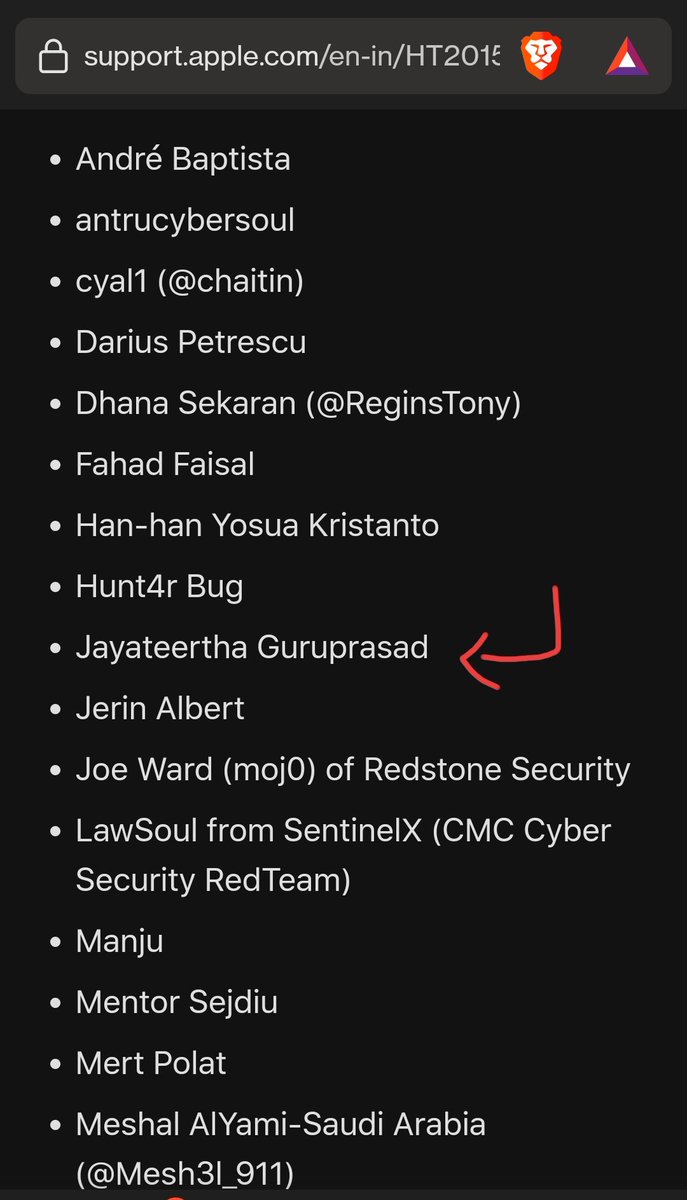 support.apple.com/en-in/HT2015
André Baptista
antrucybersoul
cyal1 (@chaitin)
Darius Petrescu
Dhana Sekaran (@ReginsTony)
Fahad Faisal
Han-han Yosua Kristanto
Hunt4r Bug
Jayateertha Guruprasad
Jerin Albert
Joe Ward (moj0) of Redstone Security
LawSoul from SentinelX (CMC Cyber
Security RedTeam)
Manju
Mentor Sejdiu
Mert Polat
Meshal AlYami-Saudi Arabia
(@Mesh3l_911)